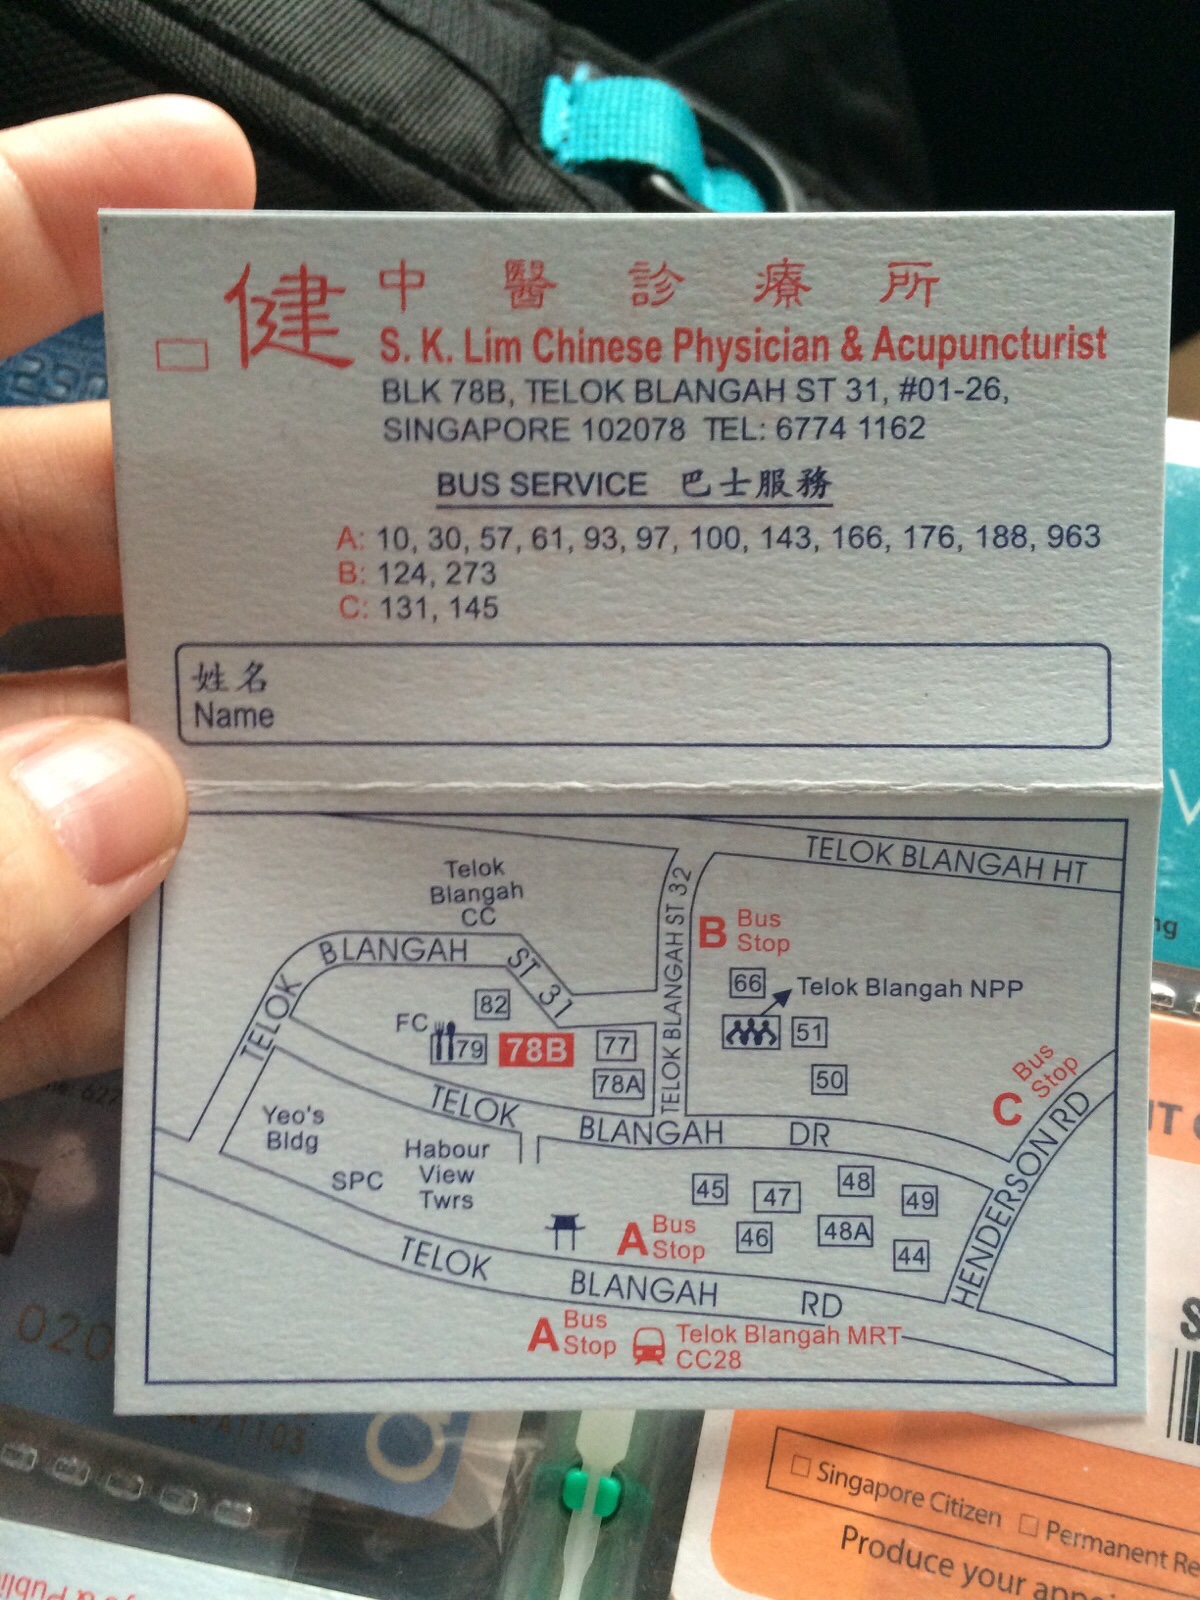 健 中醫診療所
S. K. Lim Chinese Physician & Acupuncturist
BLK 78B, TELOK BLANGAH ST 31, #01-26,
SINGAPORE 102078 TEL: 6774 1162
BUS SERVICE 巴士服務
A: 10, 30, 57, 61, 93, 97, 100, 143, 166, 176, 188, 963
B: 124, 273
C: 131, 145
姓名
Name
TELOK BLANGAH HT
Telok
Blangah
CC
TELOK BLANGAH ST 32
B Bus
Stop
TELOK BLANGAH ST 31
66
Telok Blangah NPP
82
FC
79
78B
77
51
78A
50
C Bus
Stop
HENDERSON RD
TELOK BLANGAH DR
Yeo's
Bldg
SPC
Habour
View
Twrs
45
47
48
49
46
48A
44
A Bus
Stop
TELOK BLANGAH RD
A Bus
Stop
Telok Blangah MRT
CC28
020
A1103
Singapore Citizen
Permanent Re
Produce your